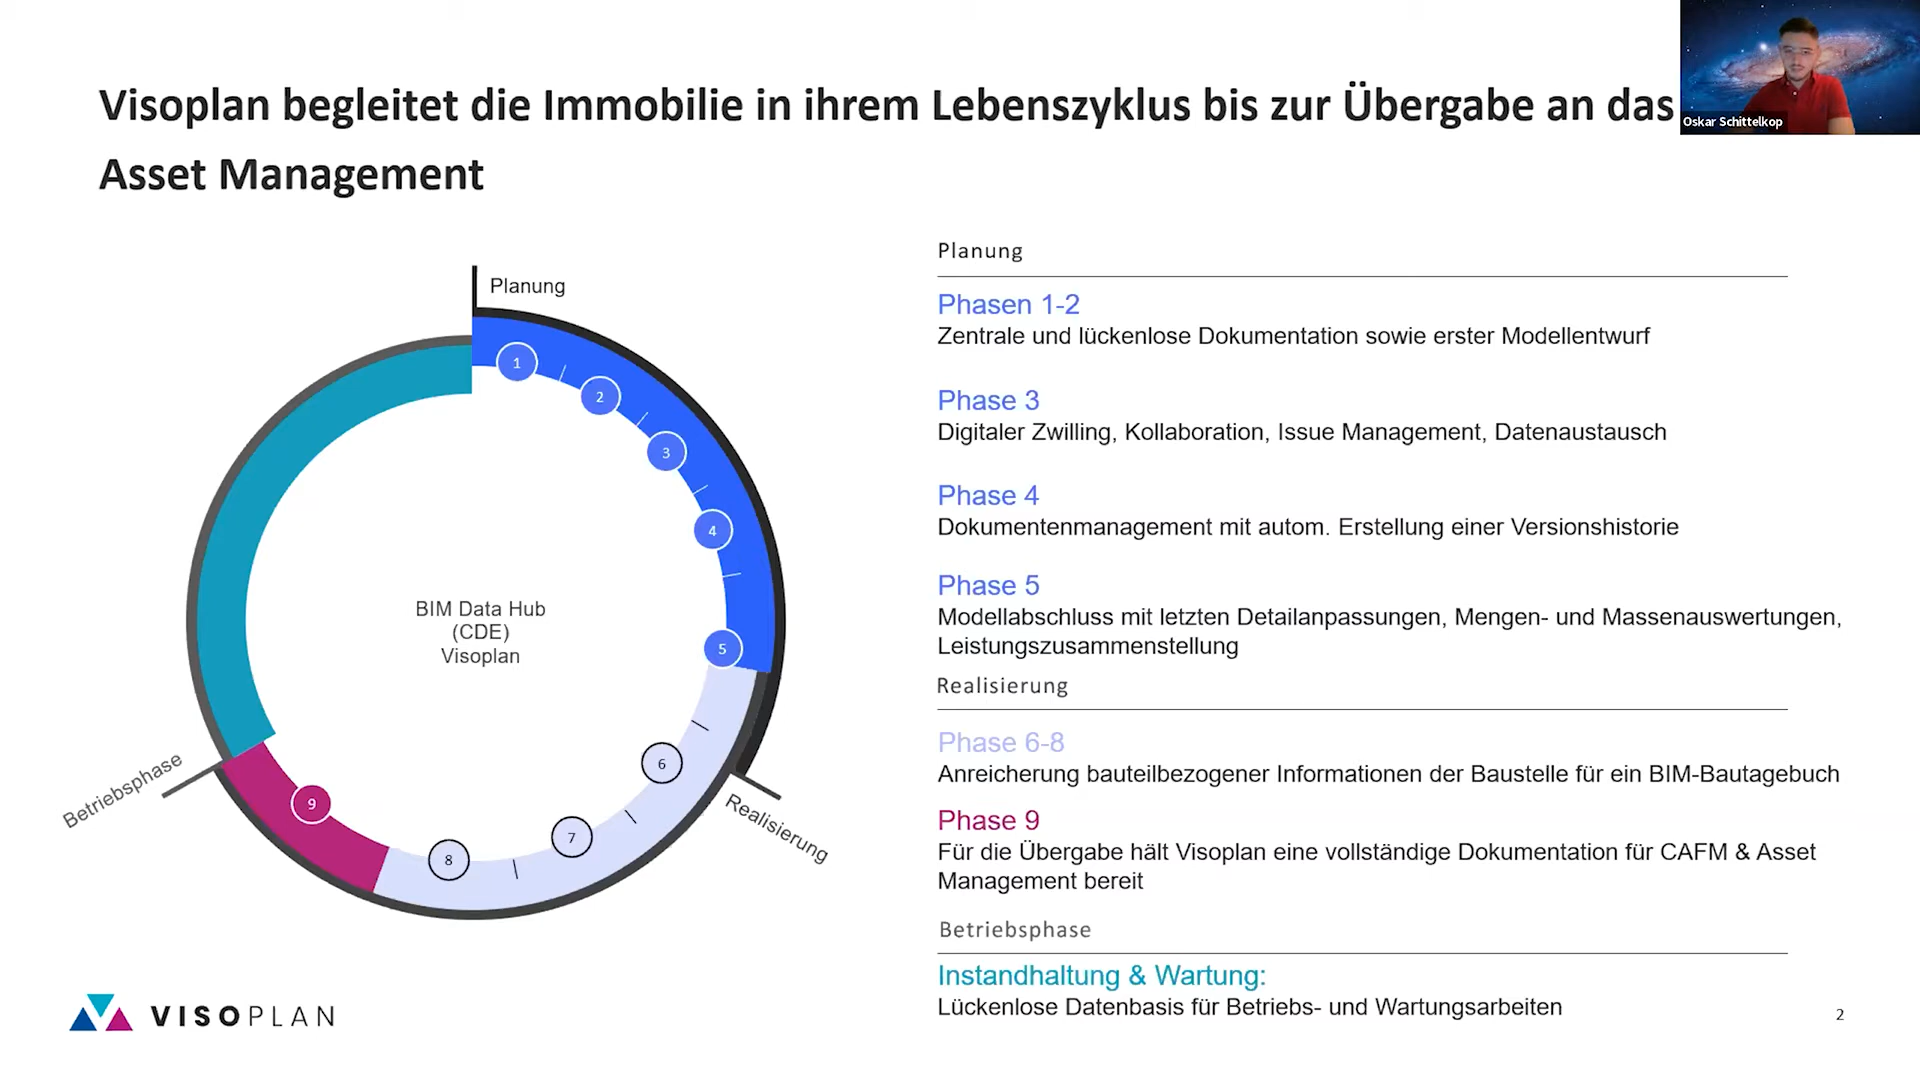 Visoplan begleitet die Immobilie in ihrem Lebenszyklus bis zur Übergabe an das
Asset Management
Oskar Schittelkop
Planung
1
2
3
4
5
6
7
8
9
BIM Data Hub
(CDE)
Visoplan
Realisierung
Betriebsphase
Planung
Phasen 1-2
Zentrale und lückenlose Dokumentation sowie erster Modellentwurf
Phase 3
Digitaler Zwilling, Kollaboration, Issue Management, Datenaustausch
Phase 4
Dokumentenmanagement mit autom. Erstellung einer Versionshistorie
Phase 5
Modellabschluss mit letzten Detailanpassungen, Mengen- und Massenauswertungen,
Leistungszusammenstellung
Realisierung
Phase 6-8
Anreicherung bauteilbezogener Informationen der Baustelle für ein BIM-Bautagebuch
Phase 9
Für die Übergabe hält Visoplan eine vollständige Dokumentation für CAFM & Asset
Management bereit
Betriebsphase
Instandhaltung & Wartung:
Lückenlose Datenbasis für Betriebs- und Wartungsarbeiten
VISOPLAN
2